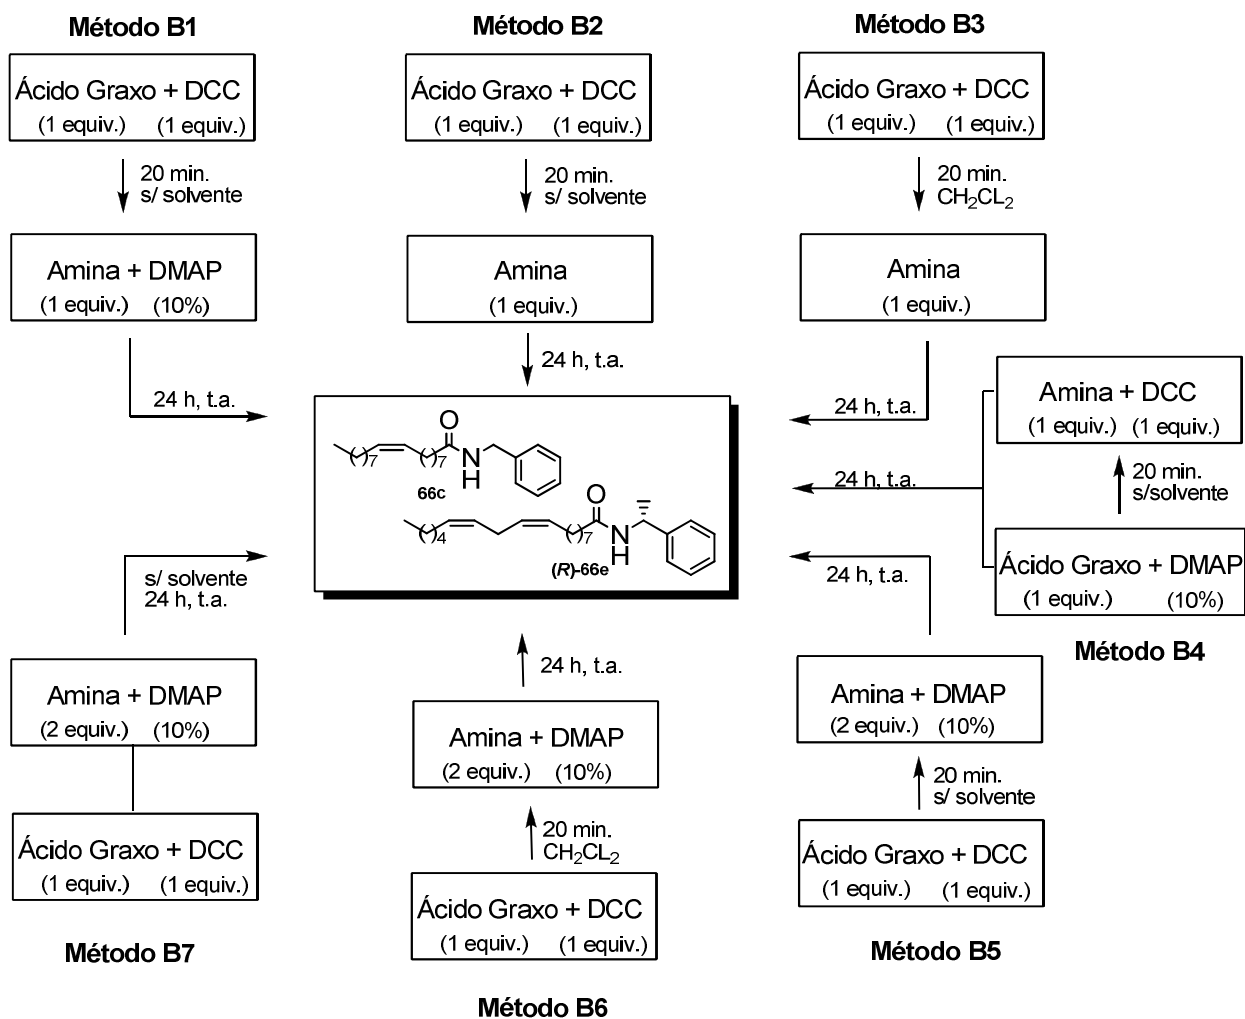 Método B1
Ácido Graxo + DCC
(1 equiv.) (1 equiv.)
20 min.
s/ solvente
Amina + DMAP
(1 equiv.) (10%)
24 h, t.a.
Método B2
Ácido Graxo + DCC
(1 equiv.) (1 equiv.)
20 min.
s/ solvente
Amina
(1 equiv.)
24 h, t.a.
Método B3
Ácido Graxo + DCC
(1 equiv.) (1 equiv.)
20 min.
CH2CL2
Amina
(1 equiv.)
24 h, t.a.
Amina + DCC
(1 equiv.) (1 equiv.)
24 h, t.a.
20 min.
s/solvente
Ácido Graxo + DMAP
(1 equiv.) (10%)
Método B4
O
( )7 ( )7 N
H
66c
O
( )4 ( )7 N
H
(R)-66e
s/ solvente
24 h, t.a.
Amina + DMAP
(2 equiv.) (10%)
Ácido Graxo + DCC
(1 equiv.) (1 equiv.)
Método B7
24 h, t.a.
Amina + DMAP
(2 equiv.) (10%)
20 min.
CH2CL2
Ácido Graxo + DCC
(1 equiv.) (1 equiv.)
Método B6
24 h, t.a.
Amina + DMAP
(2 equiv.) (10%)
20 min.
s/ solvente
Ácido Graxo + DCC
(1 equiv.) (1 equiv.)
Método B5